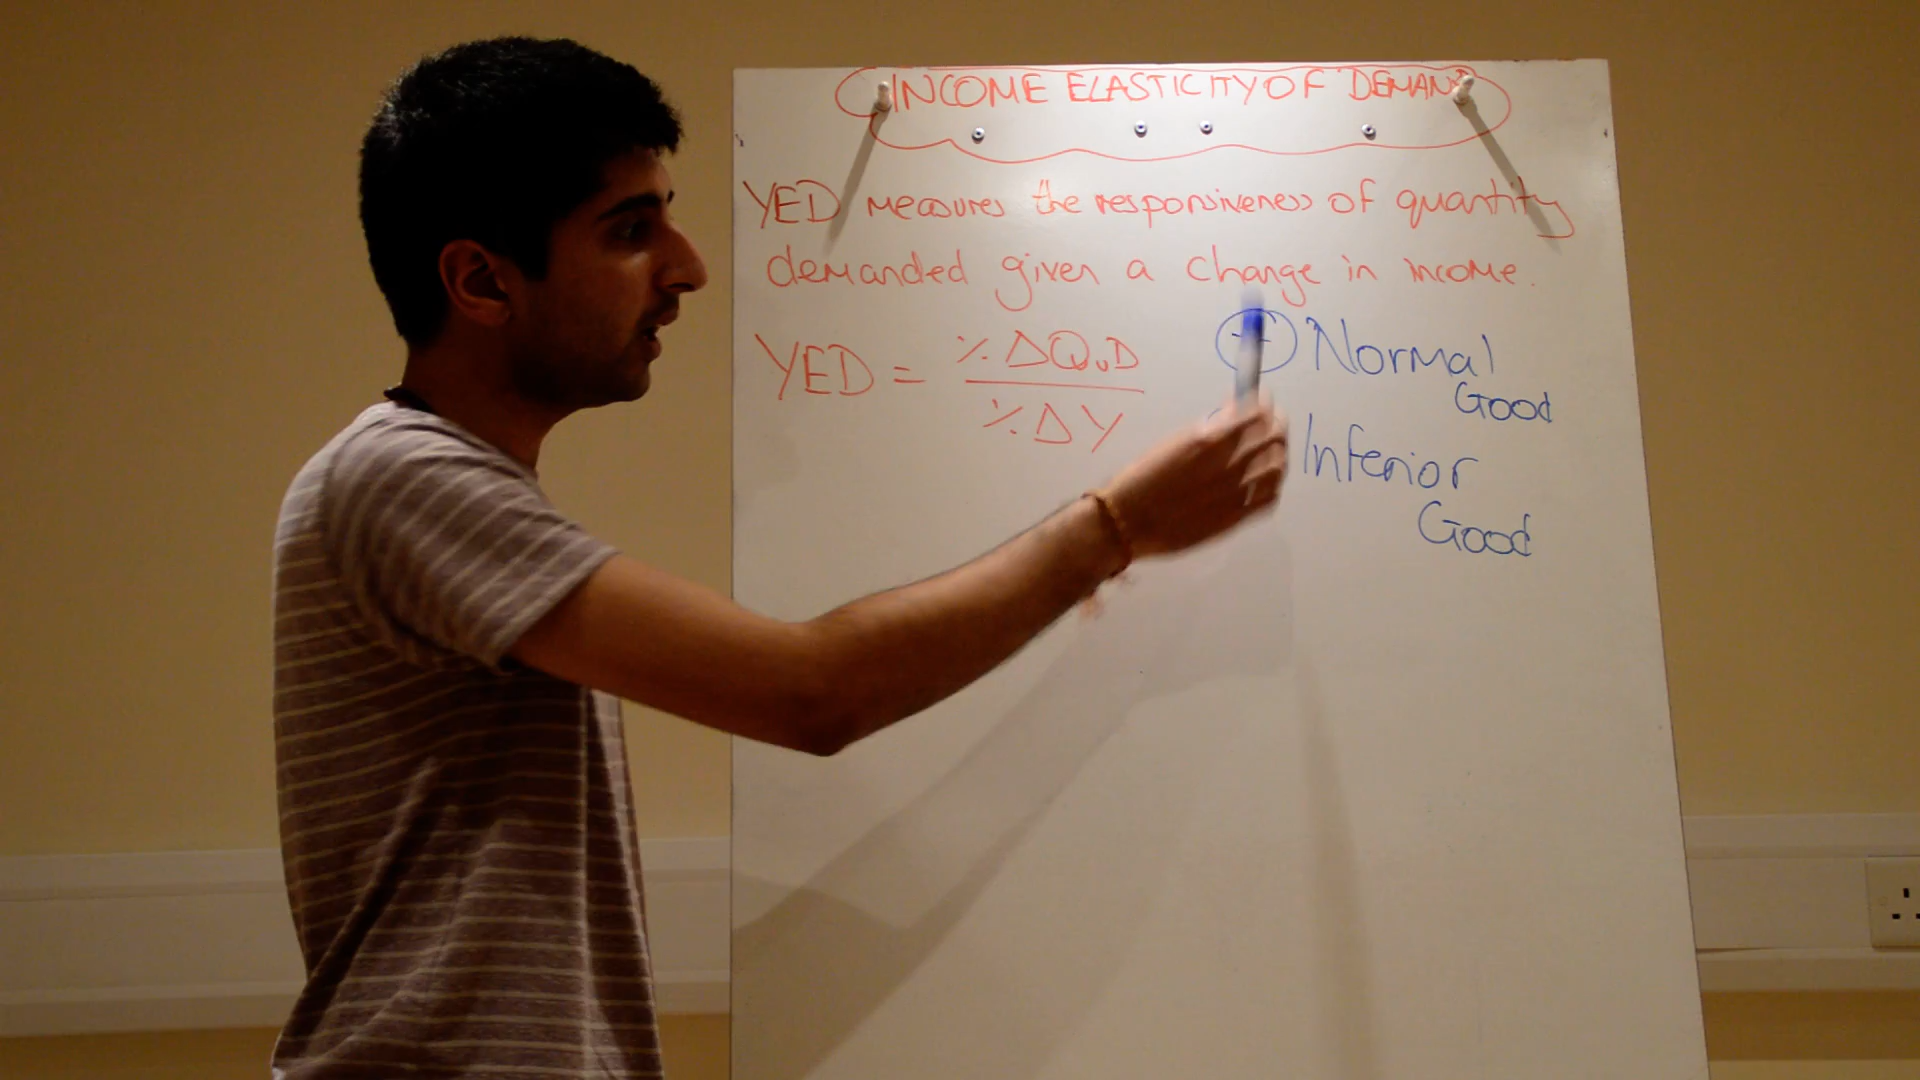 INCOME ELASTICITY OF DEMAND
YED measures the responsiveness of quantity
demanded given a change in income.
YED = %ΔQ.D / %ΔY
+ Normal
Good
Inferior
Good